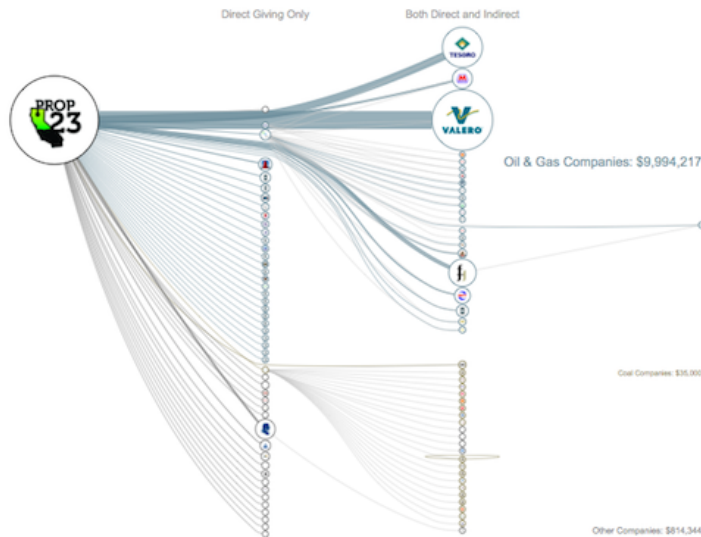 Direct Giving Only
Both Direct and Indirect
TESORO
PROP
23
VALERO
Oil & Gas Companies: $9,994,217
Coal Companies: $35,000
Other Companies: $814,344